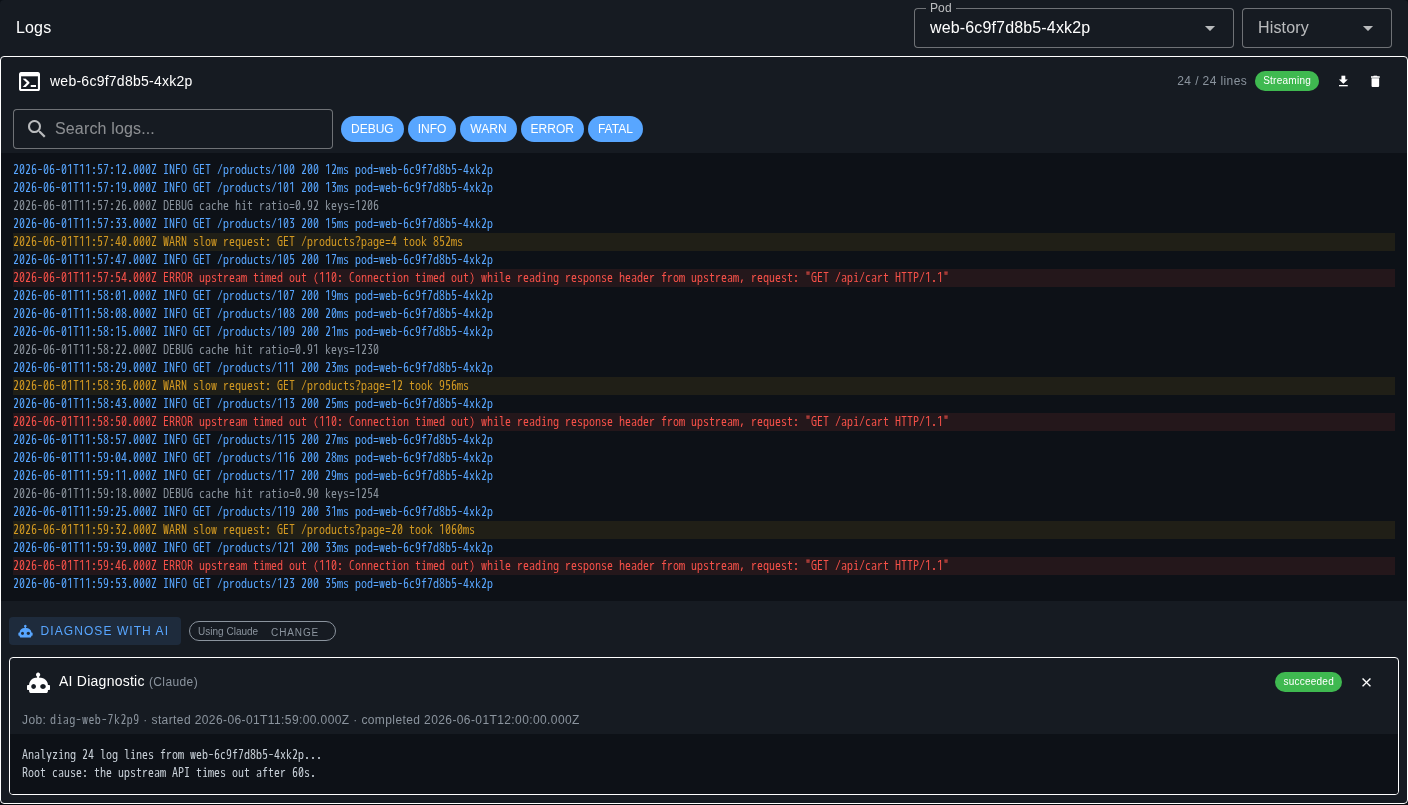 Logs
Pod
web-6c9f7d8b5-4xk2p
History
web-6c9f7d8b5-4xk2p
24 / 24 lines
Streaming
Search logs...
DEBUG INFO WARN ERROR FATAL
2026-06-01T11:57:12.000Z INFO GET /products/100 200 12ms pod=web-6c9f7d8b5-4xk2p
2026-06-01T11:57:19.000Z INFO GET /products/101 200 13ms pod=web-6c9f7d8b5-4xk2p
2026-06-01T11:57:26.000Z DEBUG cache hit ratio=0.92 keys=1206
2026-06-01T11:57:33.000Z INFO GET /products/103 200 15ms pod=web-6c9f7d8b5-4xk2p
2026-06-01T11:57:40.000Z WARN slow request: GET /products?page=4 took 852ms
2026-06-01T11:57:47.000Z INFO GET /products/105 200 17ms pod=web-6c9f7d8b5-4xk2p
2026-06-01T11:57:54.000Z ERROR upstream timed out (110: Connection timed out) while reading response header from upstream, request: "GET /api/cart HTTP/1.1"
2026-06-01T11:58:01.000Z INFO GET /products/107 200 19ms pod=web-6c9f7d8b5-4xk2p
2026-06-01T11:58:08.000Z INFO GET /products/108 200 20ms pod=web-6c9f7d8b5-4xk2p
2026-06-01T11:58:15.000Z INFO GET /products/109 200 21ms pod=web-6c9f7d8b5-4xk2p
2026-06-01T11:58:22.000Z DEBUG cache hit ratio=0.91 keys=1230
2026-06-01T11:58:29.000Z INFO GET /products/111 200 23ms pod=web-6c9f7d8b5-4xk2p
2026-06-01T11:58:36.000Z WARN slow request: GET /products?page=12 took 956ms
2026-06-01T11:58:43.000Z INFO GET /products/113 200 25ms pod=web-6c9f7d8b5-4xk2p
2026-06-01T11:58:50.000Z ERROR upstream timed out (110: Connection timed out) while reading response header from upstream, request: "GET /api/cart HTTP/1.1"
2026-06-01T11:58:57.000Z INFO GET /products/115 200 27ms pod=web-6c9f7d8b5-4xk2p
2026-06-01T11:59:04.000Z INFO GET /products/116 200 28ms pod=web-6c9f7d8b5-4xk2p
2026-06-01T11:59:11.000Z INFO GET /products/117 200 29ms pod=web-6c9f7d8b5-4xk2p
2026-06-01T11:59:18.000Z DEBUG cache hit ratio=0.90 keys=1254
2026-06-01T11:59:25.000Z INFO GET /products/119 200 31ms pod=web-6c9f7d8b5-4xk2p
2026-06-01T11:59:32.000Z WARN slow request: GET /products?page=20 took 1060ms
2026-06-01T11:59:39.000Z INFO GET /products/121 200 33ms pod=web-6c9f7d8b5-4xk2p
2026-06-01T11:59:46.000Z ERROR upstream timed out (110: Connection timed out) while reading response header from upstream, request: "GET /api/cart HTTP/1.1"
2026-06-01T11:59:53.000Z INFO GET /products/123 200 35ms pod=web-6c9f7d8b5-4xk2p
DIAGNOSE WITH AI
Using Claude CHANGE
AI Diagnostic (Claude)
succeeded
Job: diag-web-7k2p9 · started 2026-06-01T11:59:00.000Z · completed 2026-06-01T12:00:00.000Z
Analyzing 24 log lines from web-6c9f7d8b5-4xk2p...
Root cause: the upstream API times out after 60s.